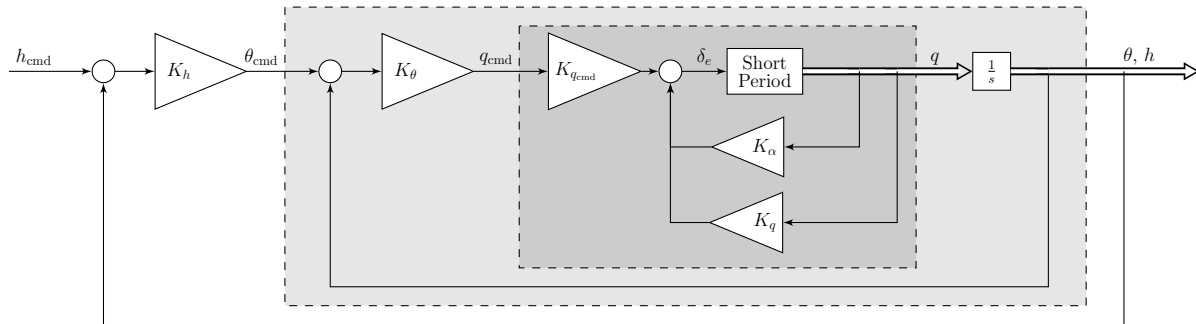 h_cmd
K_h
θ_cmd
K_θ
q_cmd
K_q_cmd
δ_e
Short
Period
q
1/s
θ, h
K_α
K_q